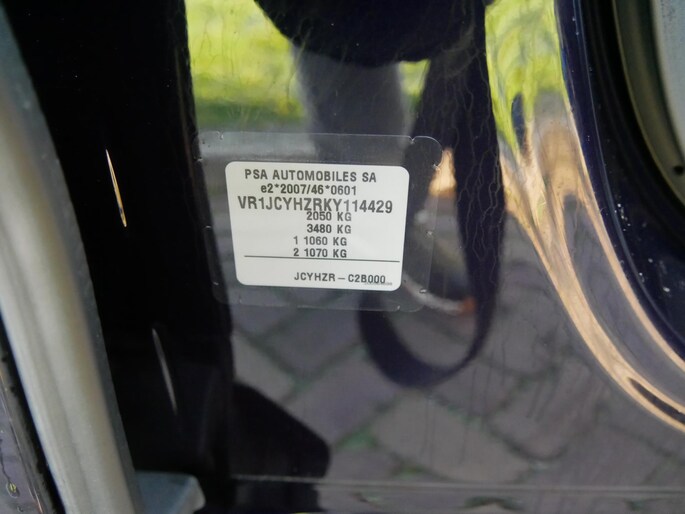 PSA AUTOMOBILES SA
e2*2007/46*0601
VR1JCYHZRKY114429
2050 KG
3480 KG
1 1060 KG
2 1070 KG
JCYHZR – C2B000